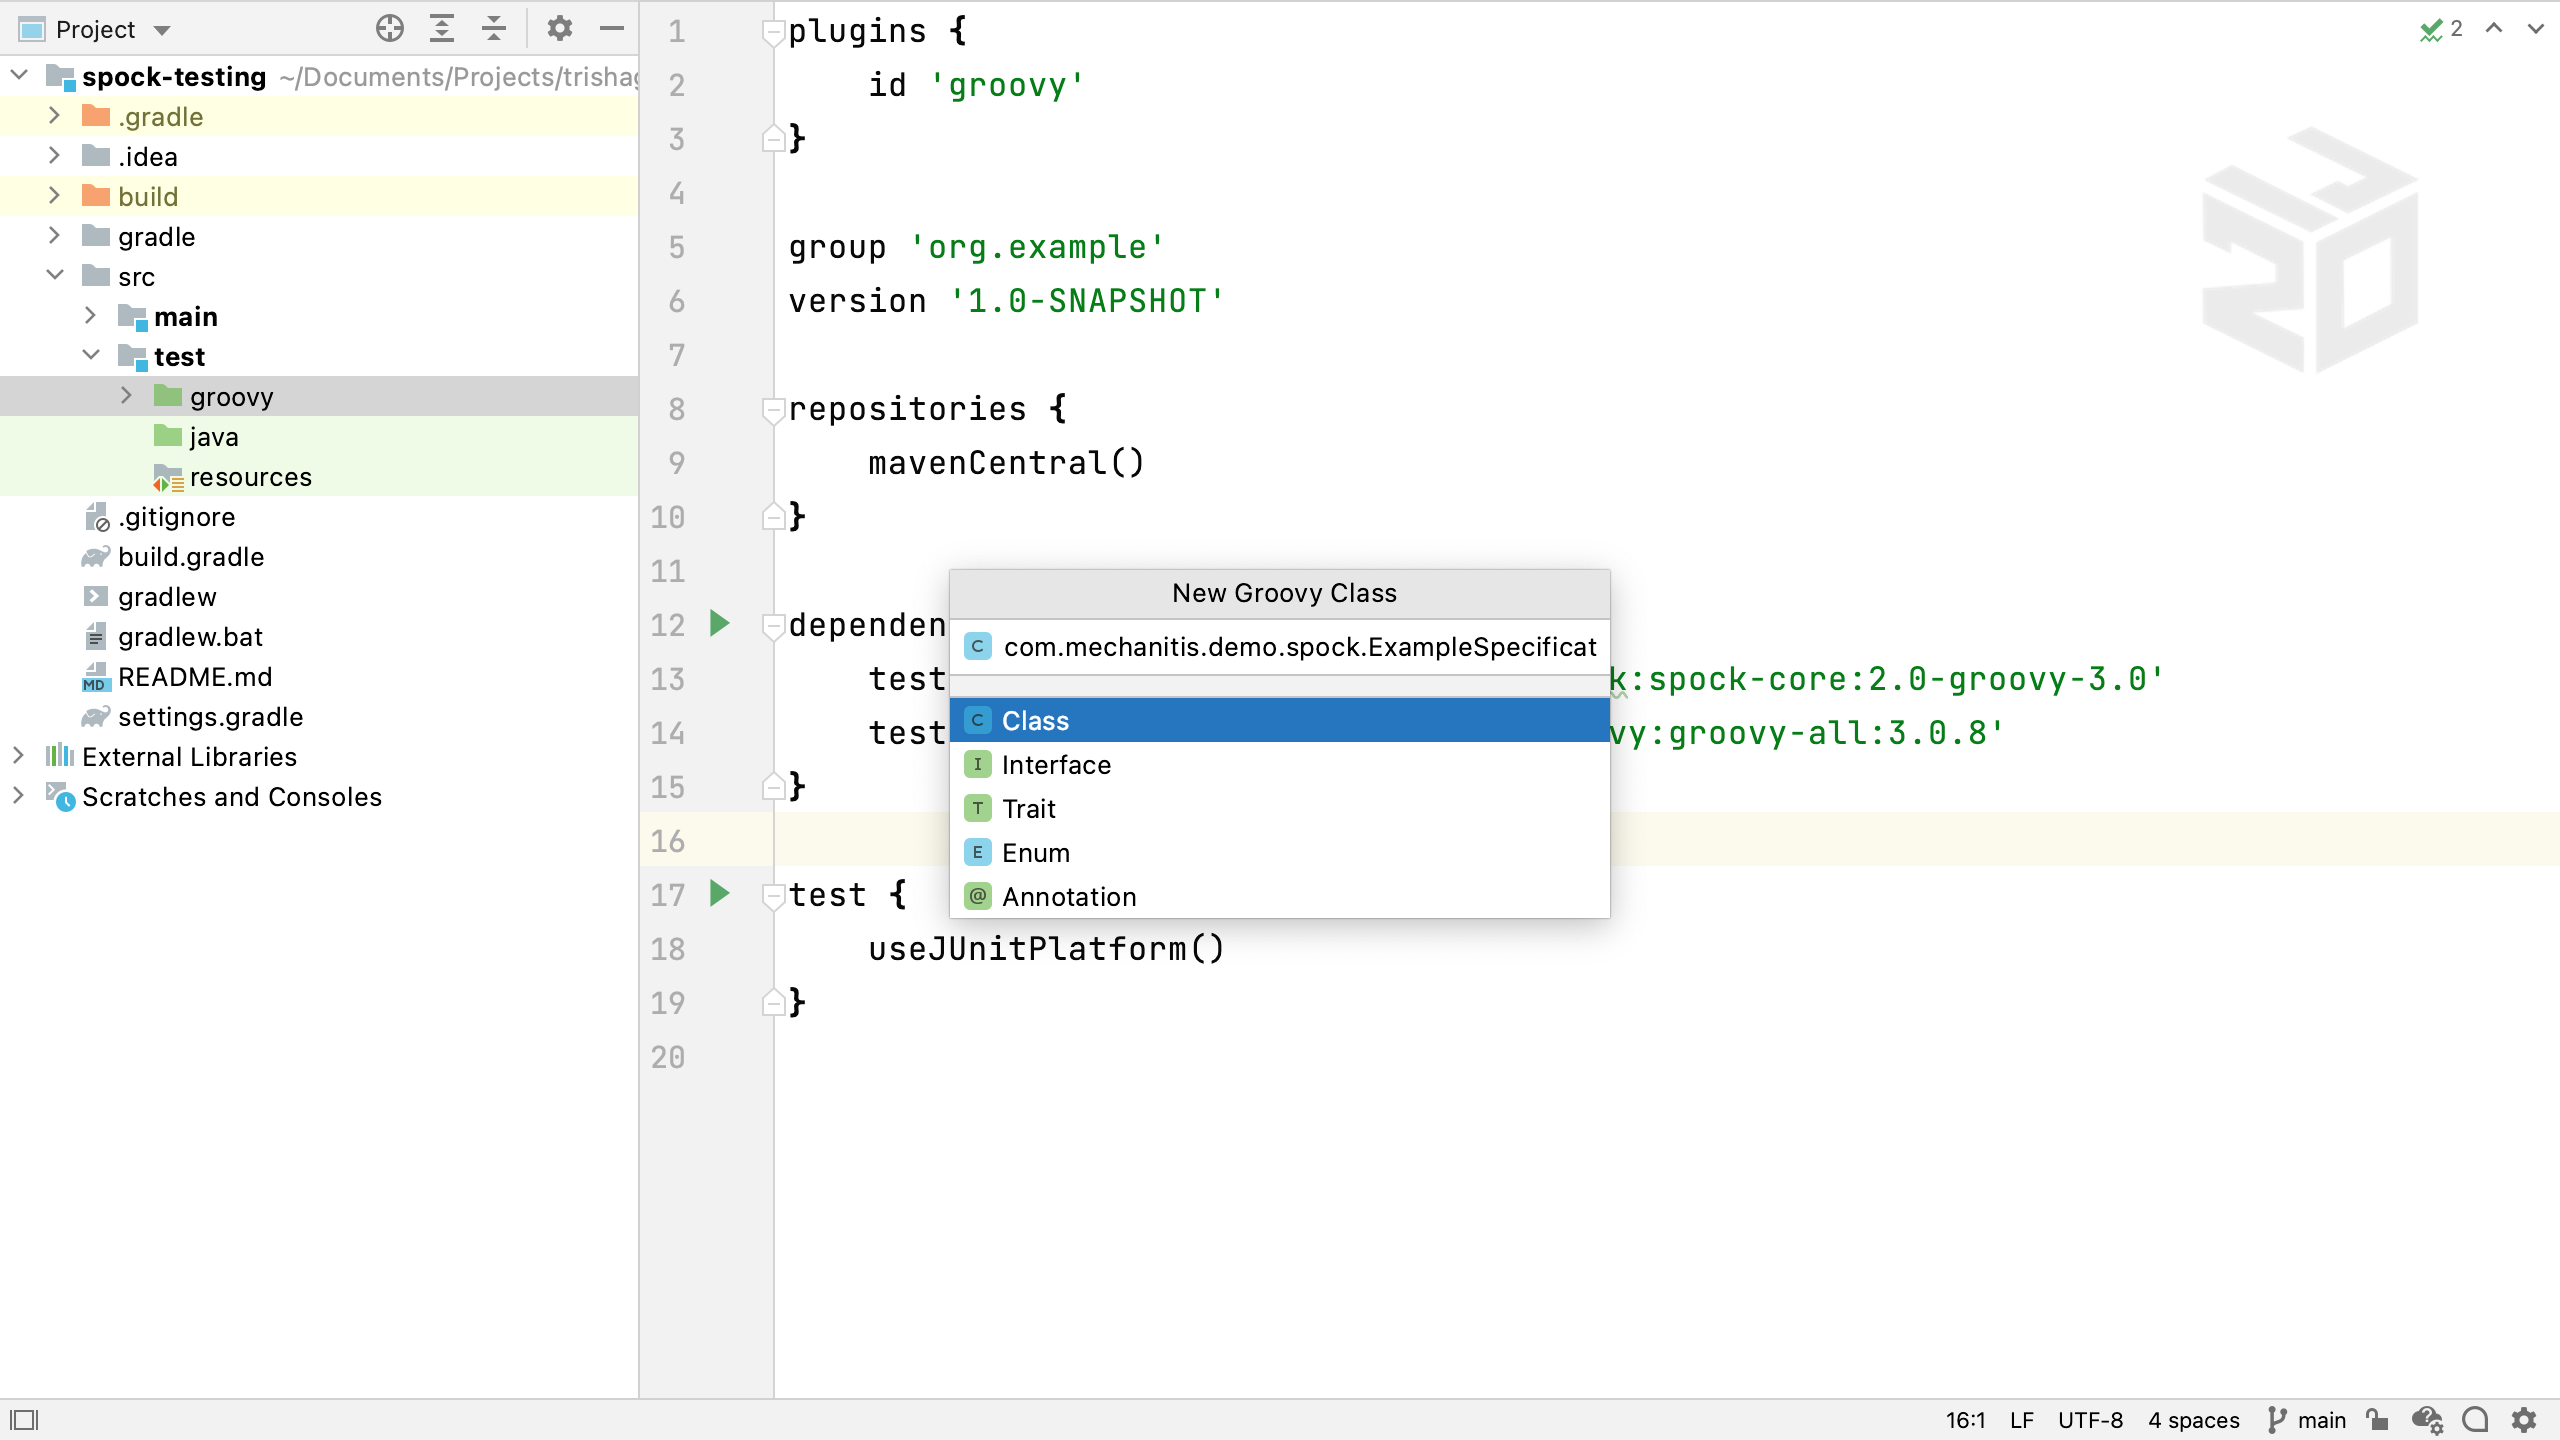 Project
spock-testing ~/Documents/Projects/trishag
.gradle
.idea
build
gradle
src
main
test
groovy
java
resources
.gitignore
build.gradle
gradlew
gradlew.bat
MD README.md
settings.gradle
External Libraries
Scratches and Consoles
2
1 plugins {
2 id 'groovy'
3 }
4
5 group 'org.example'
6 version '1.0-SNAPSHOT'
7
8 repositories {
9 mavenCentral()
10 }
11
12 dependen
13 test k:spock-core:2.0-groovy-3.0'
14 test vy:groovy-all:3.0.8'
15 }
16
17 test {
18 useJUnitPlatform()
19 }
20
New Groovy Class
C com.mechanitis.demo.spock.ExampleSpecificat
C Class
I Interface
T Trait
E Enum
@ Annotation
IJ
20
16:1 LF UTF-8 4 spaces main